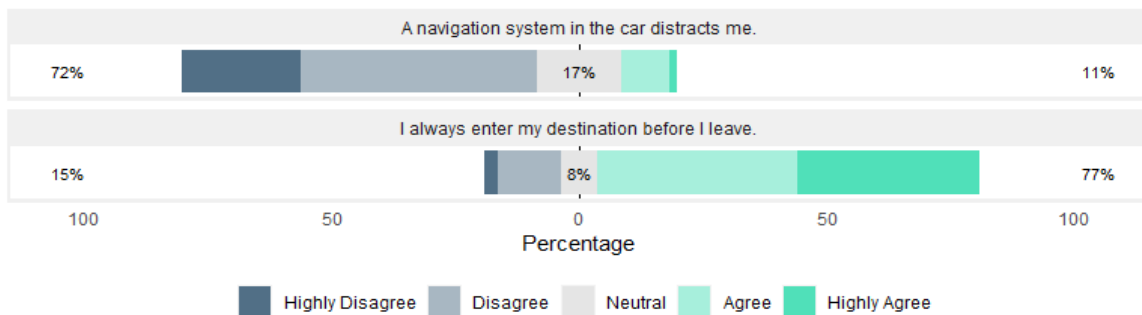 A navigation system in the car distracts me.
72% 17% 11%
I always enter my destination before I leave.
15% 8% 77%
100 50 0 50 100
Percentage
Highly Disagree Disagree Neutral Agree Highly Agree